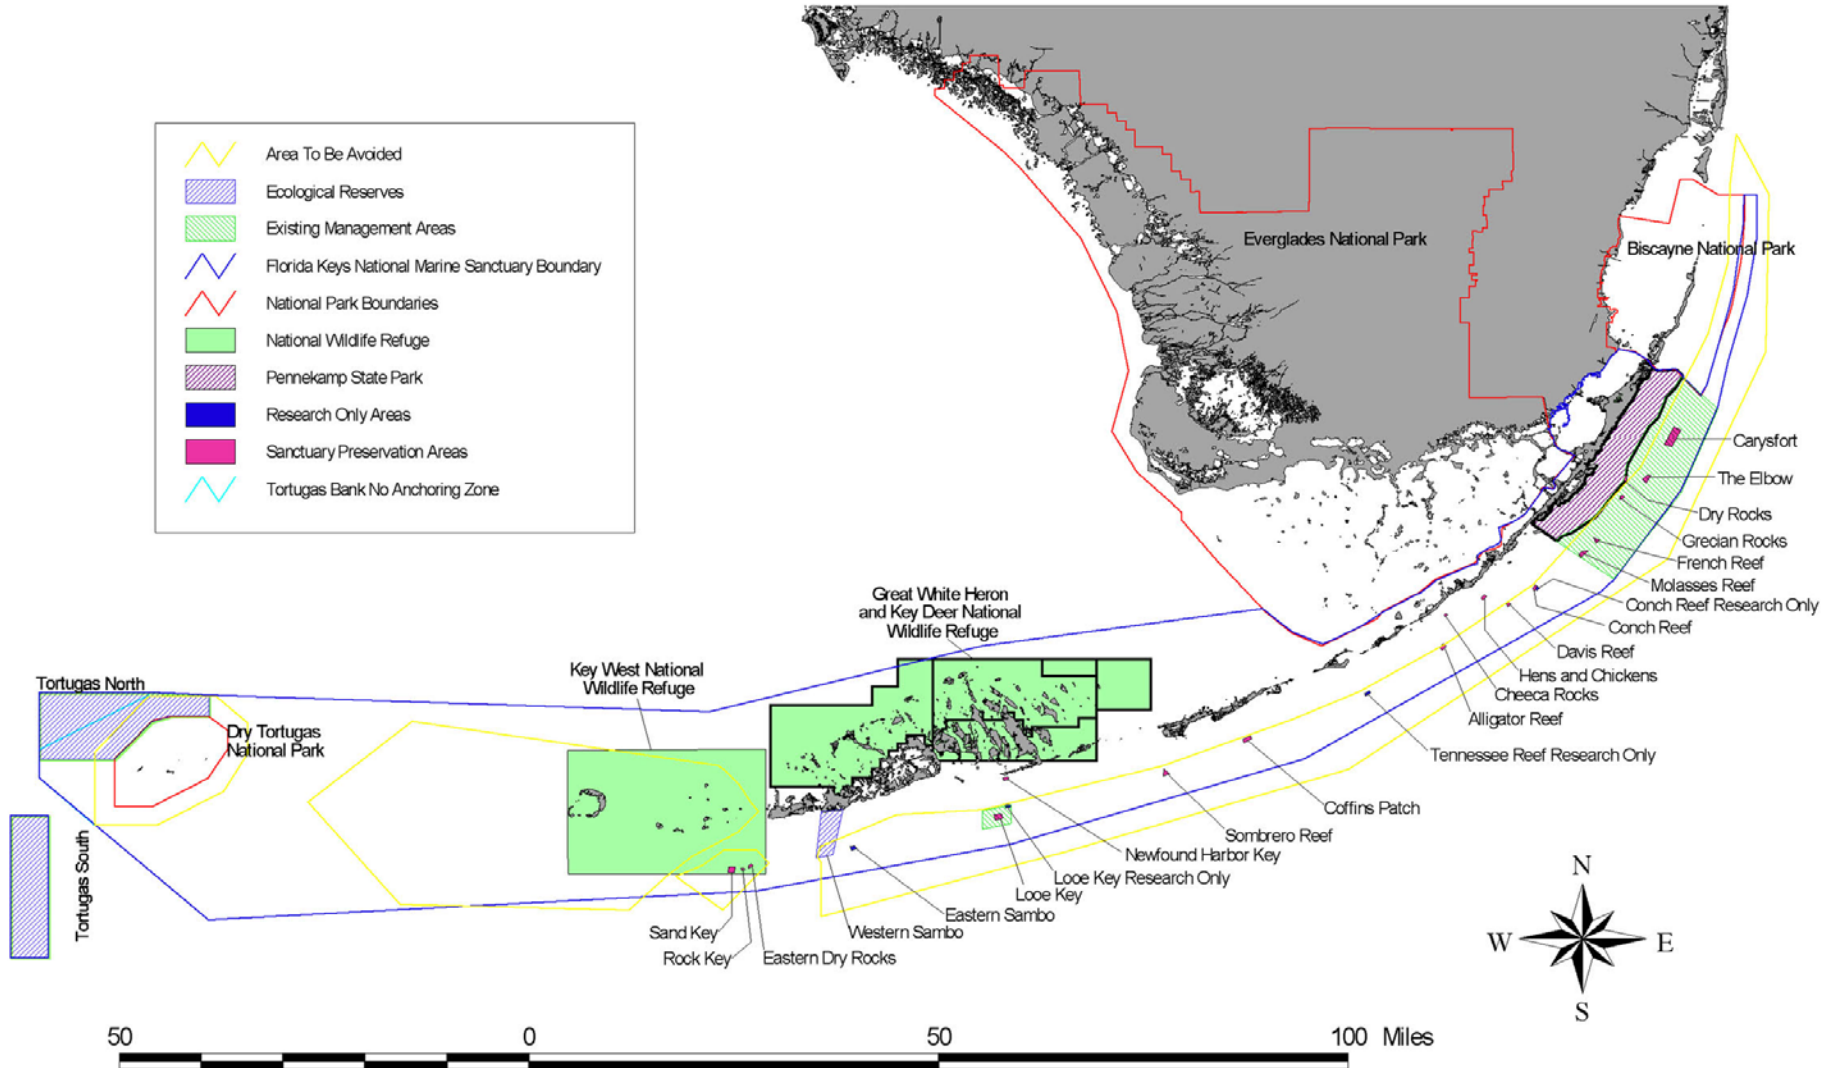 Area To Be Avoided
Ecological Reserves
Existing Management Areas
Florida Keys National Marine Sanctuary Boundary
National Park Boundaries
National Wildlife Refuge
Pennekamp State Park
Research Only Areas
Sanctuary Preservation Areas
Tortugas Bank No Anchoring Zone
Everglades National Park
Biscayne National Park
Carysfort
The Elbow
Dry Rocks
Grecian Rocks
French Reef
Molasses Reef
Conch Reef Research Only
Conch Reef
Davis Reef
Hens and Chickens
Cheeca Rocks
Alligator Reef
Tennessee Reef Research Only
Coffins Patch
Sombrero Reef
Newfound Harbor Key
Looe Key Research Only
Looe Key
Eastern Sambo
Western Sambo
Great White Heron
and Key Deer National
Wildlife Refuge
Key West National
Wildlife Refuge
Tortugas North
Dry Tortugas
National Park
Tortugas South
Sand Key
Rock Key
Eastern Dry Rocks
N
W
E
S
50 0 50 100 Miles